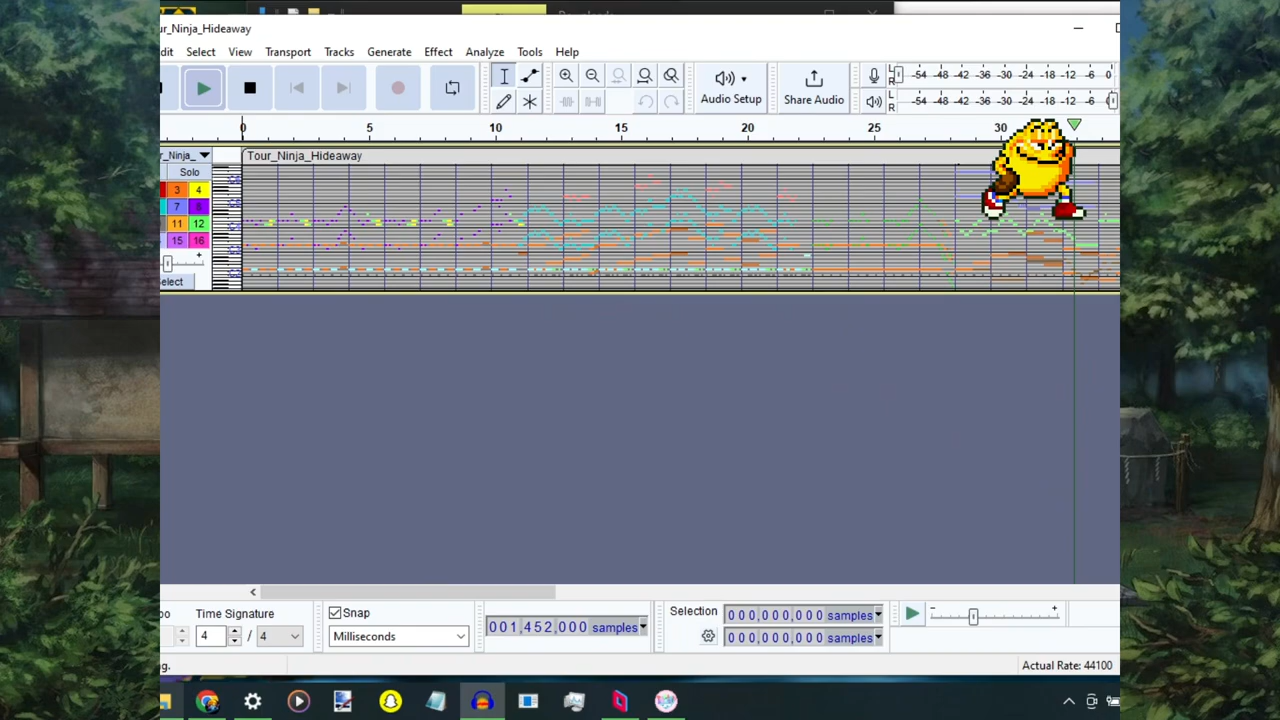 ur_Ninja_Hideaway
dit Select View Transport Tracks Generate Effect Analyze Tools Help
L -54 -48 -42 -36 -30 -24 -18 -12 -6 0
R
Audio Setup Share Audio
L -54 -48 -42 -36 -30 -24 -18 -12 -6 0
R
0 5 10 15 20 25 30
r_Ninja_ Tour_Ninja_Hideaway
Solo
3 4
7 8
11 12
15 16
- +
elect
oo Time Signature
4 / 4
Snap
Milliseconds
001,452,000 samples
Selection
000,000,000 samples
000,000,000 samples
- +
g.
Actual Rate: 44100